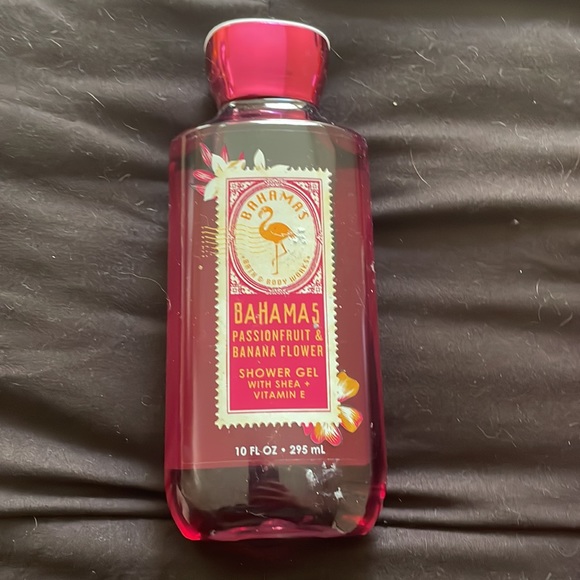 BAHAMAS
BATH & BODY WORKS
BAHAMAS
PASSIONFRUIT &
BANANA FLOWER
SHOWER GEL
WITH SHEA +
VITAMIN E
10 FL OZ • 295 mL